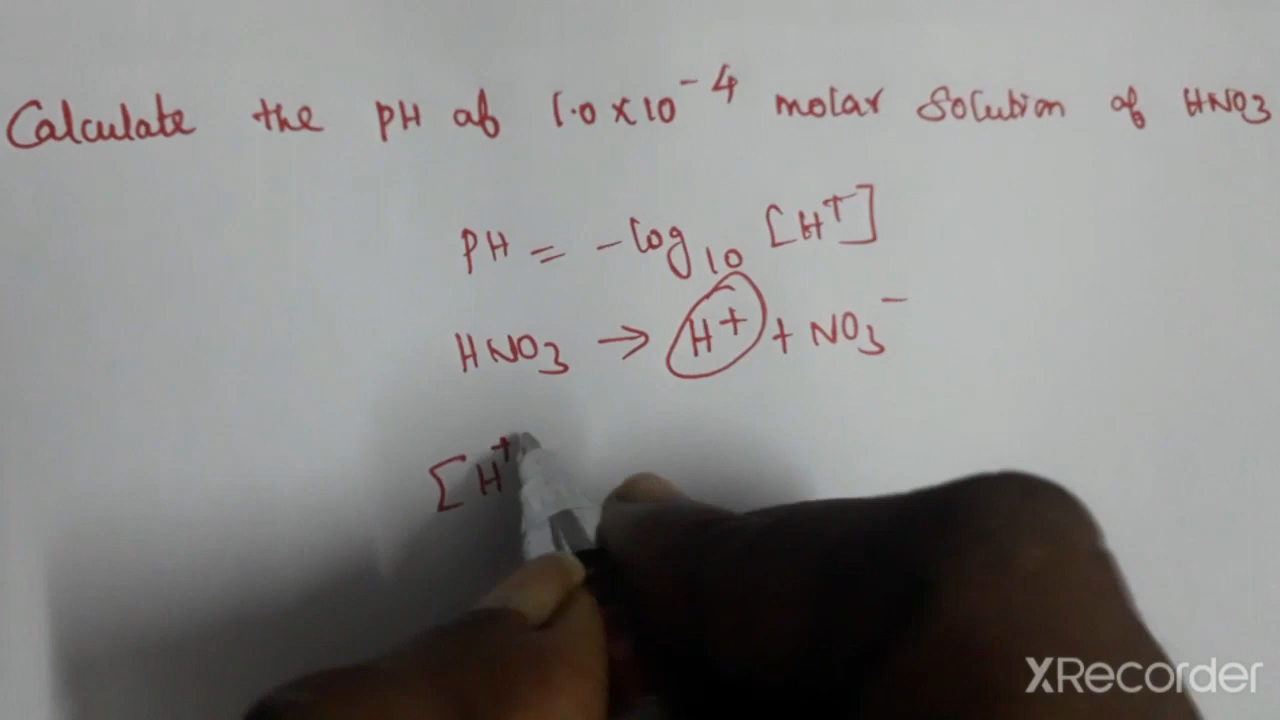 Calculate the PH of 1.0×10⁻⁴ molar solution of HNO3
PH = -log₁₀ [H⁺]
HNO3 → H+ + NO3⁻
[H⁺
XRecorder